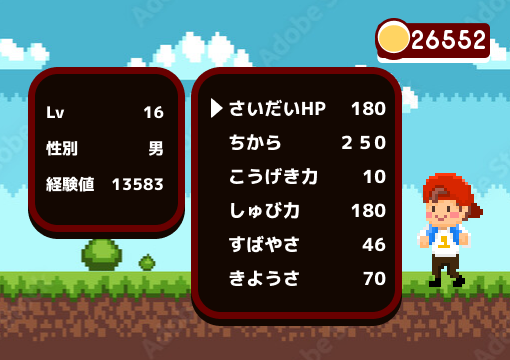 26552
Lv 16
性別 男
経験値 13583
さいだいHP 180
ちから ２５０
こうげき力 10
しゅび力 180
すばやさ 46
きようさ 70
1